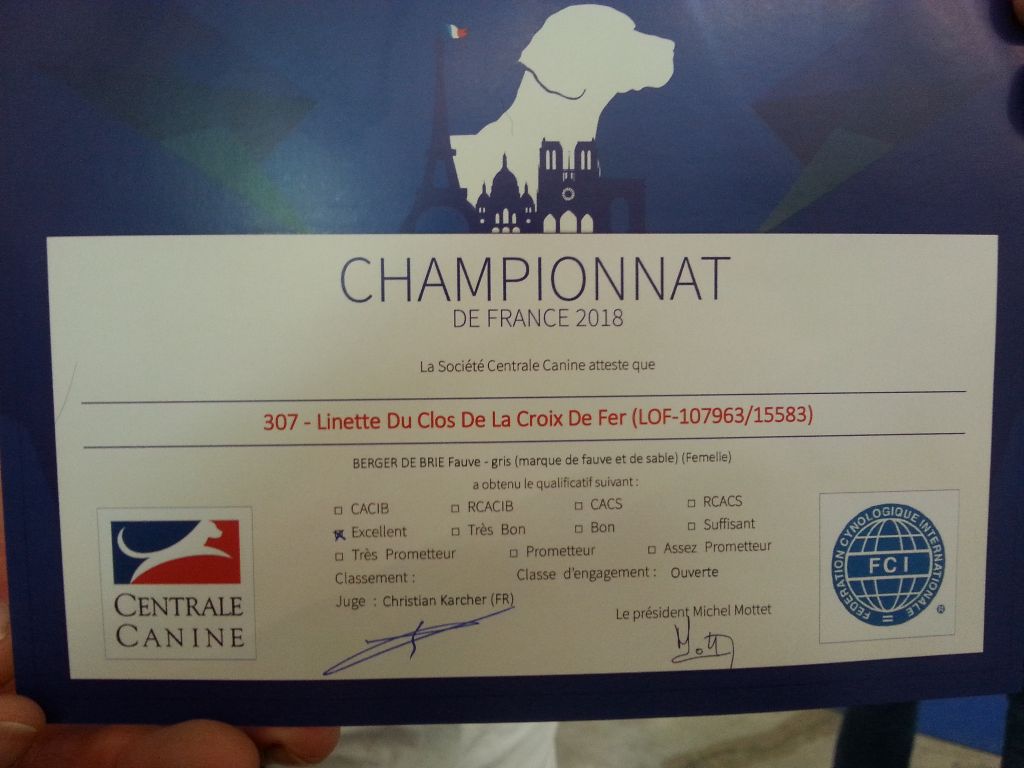 CHAMPIONNAT
DE FRANCE 2018
La Société Centrale Canine atteste que
307 - Linette Du Clos De La Croix De Fer (LOF-107963/15583)
BERGER DE BRIE Fauve - gris (marque de fauve et de sable) (Femelle)
a obtenu le qualificatif suivant :
CACIB RCACIB CACS RCACS
Excellent Très Bon Bon Suffisant
Très Prometteur Prometteur Assez Prometteur
Classement : Classe d'engagement : Ouverte
Juge : Christian Karcher (FR)
Le président Michel Mottet
CENTRALE
CANINE
FEDERATION CYNOLOGIQUE INTERNATIONALE
FCI
®